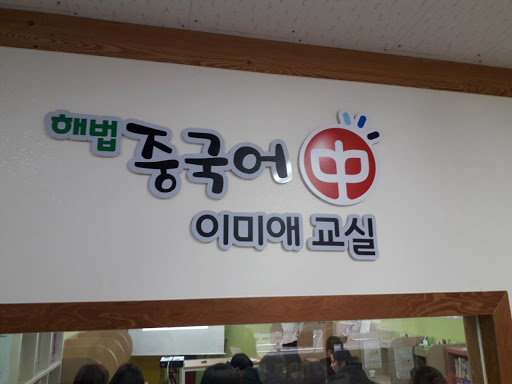 해법 중국어 中
이미애 교실